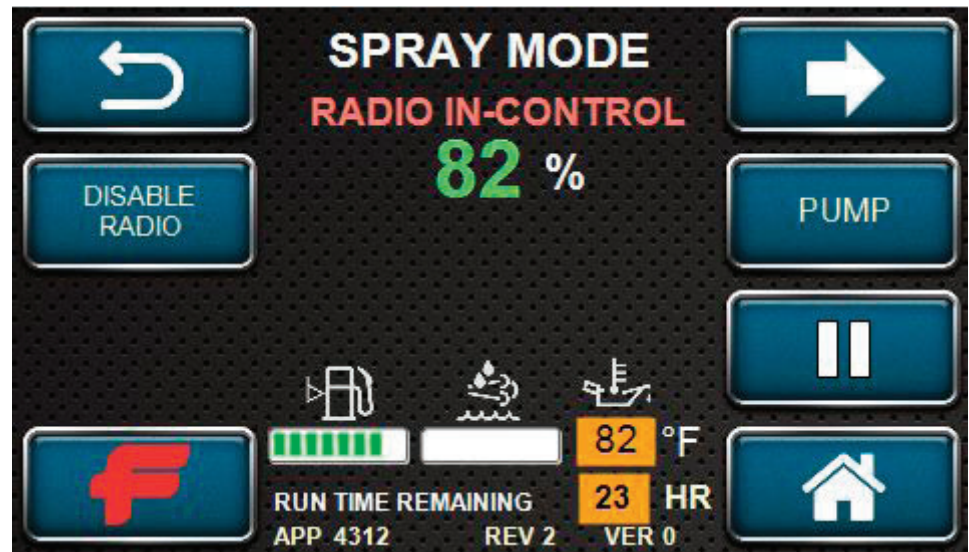 SPRAY MODE
RADIO IN-CONTROL
82 %
DISABLE
RADIO
PUMP
82 °F
RUN TIME REMAINING 23 HR
APP 4312 REV 2 VER 0